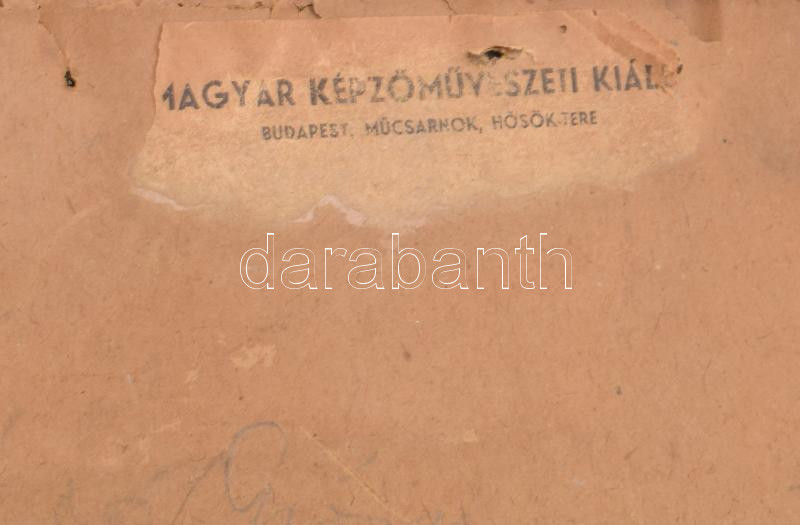 MAGYAR KÉPZŐMŰVÉSZETI KIÁL
BUDAPEST, MŰCSARNOK, HŐSÖK-TERE
darabanth